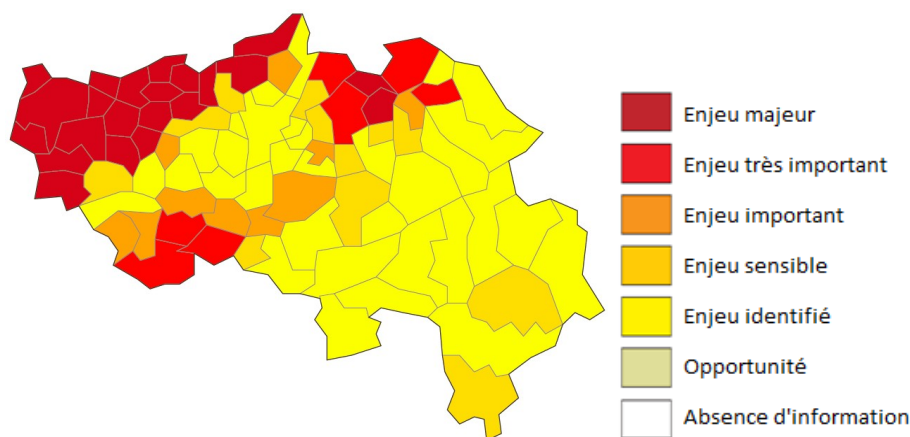 Enjeu majeur
Enjeu très important
Enjeu important
Enjeu sensible
Enjeu identifié
Opportunité
Absence d'information